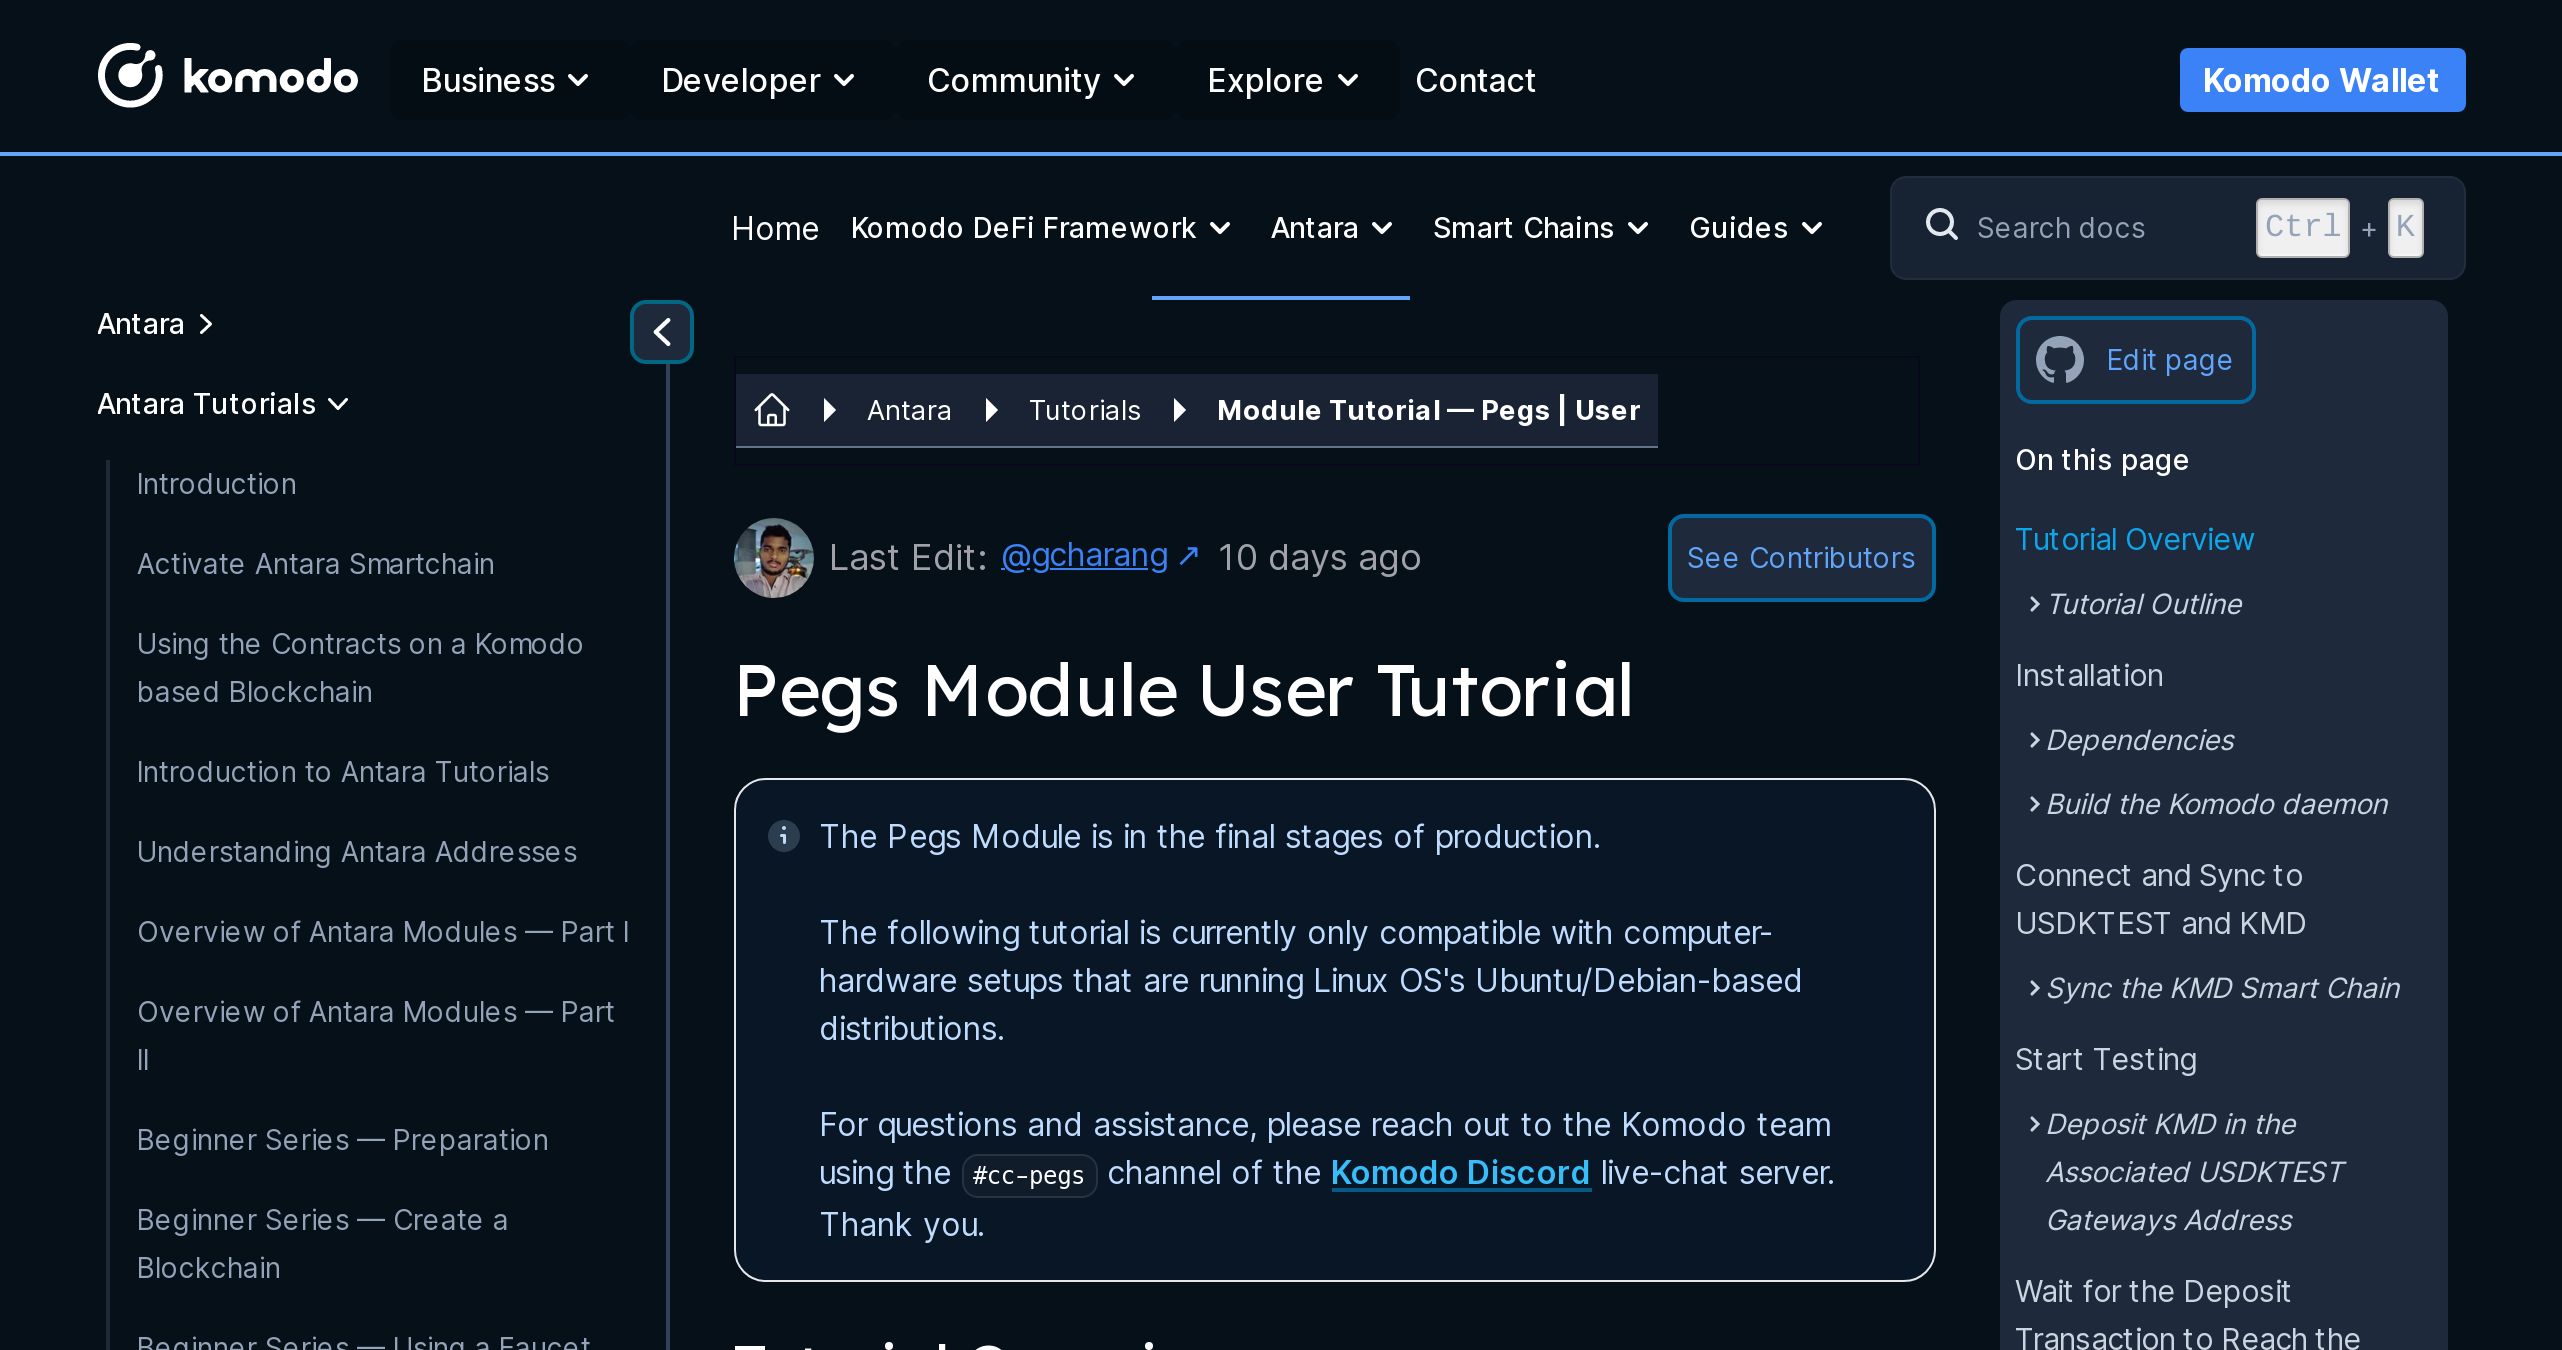 komodo
Business
Developer
Community
Explore
Contact
Komodo Wallet
Home
Komodo DeFi Framework
Antara
Smart Chains
Guides
Search docs
Ctrl + K
Antara
Antara Tutorials
Introduction
Activate Antara Smartchain
Using the Contracts on a Komodo
based Blockchain
Introduction to Antara Tutorials
Understanding Antara Addresses
Overview of Antara Modules — Part I
Overview of Antara Modules — Part
II
Beginner Series — Preparation
Beginner Series — Create a
Blockchain
Beginner Series — Using a Faucet
Antara
Tutorials
Module Tutorial — Pegs | User
Last Edit: @gcharang ↗ 10 days ago
See Contributors
Pegs Module User Tutorial
The Pegs Module is in the final stages of production.
The following tutorial is currently only compatible with computer-
hardware setups that are running Linux OS's Ubuntu/Debian-based
distributions.
For questions and assistance, please reach out to the Komodo team
using the #cc-pegs channel of the Komodo Discord live-chat server.
Thank you.
Edit page
On this page
Tutorial Overview
Tutorial Outline
Installation
Dependencies
Build the Komodo daemon
Connect and Sync to
USDKTEST and KMD
Sync the KMD Smart Chain
Start Testing
Deposit KMD in the
Associated USDKTEST
Gateways Address
Wait for the Deposit
Transaction to Reach the